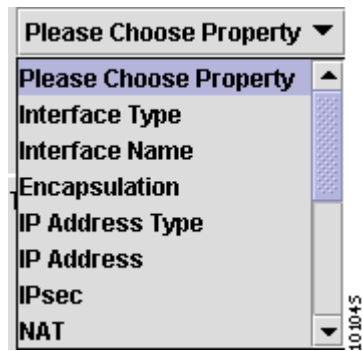 Please Choose Property
Please Choose Property
Interface Type
Interface Name
Encapsulation
IP Address Type
IP Address
IPsec
NAT
101045